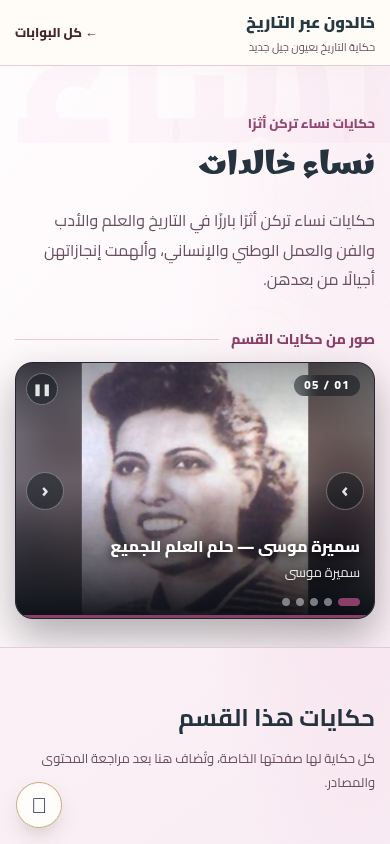 خالدون عبر التاريخ
حكاية التاريخ بعيون جيل جديد
← كل البوابات
حكايات نساء تركن أثرًا
نساء خالدات
حكايات نساء تركن أثرًا بارزًا في التاريخ والعلم والأدب
والفن والعمل الوطني والإنساني، وألهمت إنجازاتهن
أجيالًا من بعدهن.
صور من حكايات القسم
01 / 05
سميرة موسى — حلم العلم للجميع
سميرة موسى
حكايات هذا القسم
كل حكاية لها صفحتها الخاصة، وتُضاف هنا بعد مراجعة المحتوى
والمصادر.